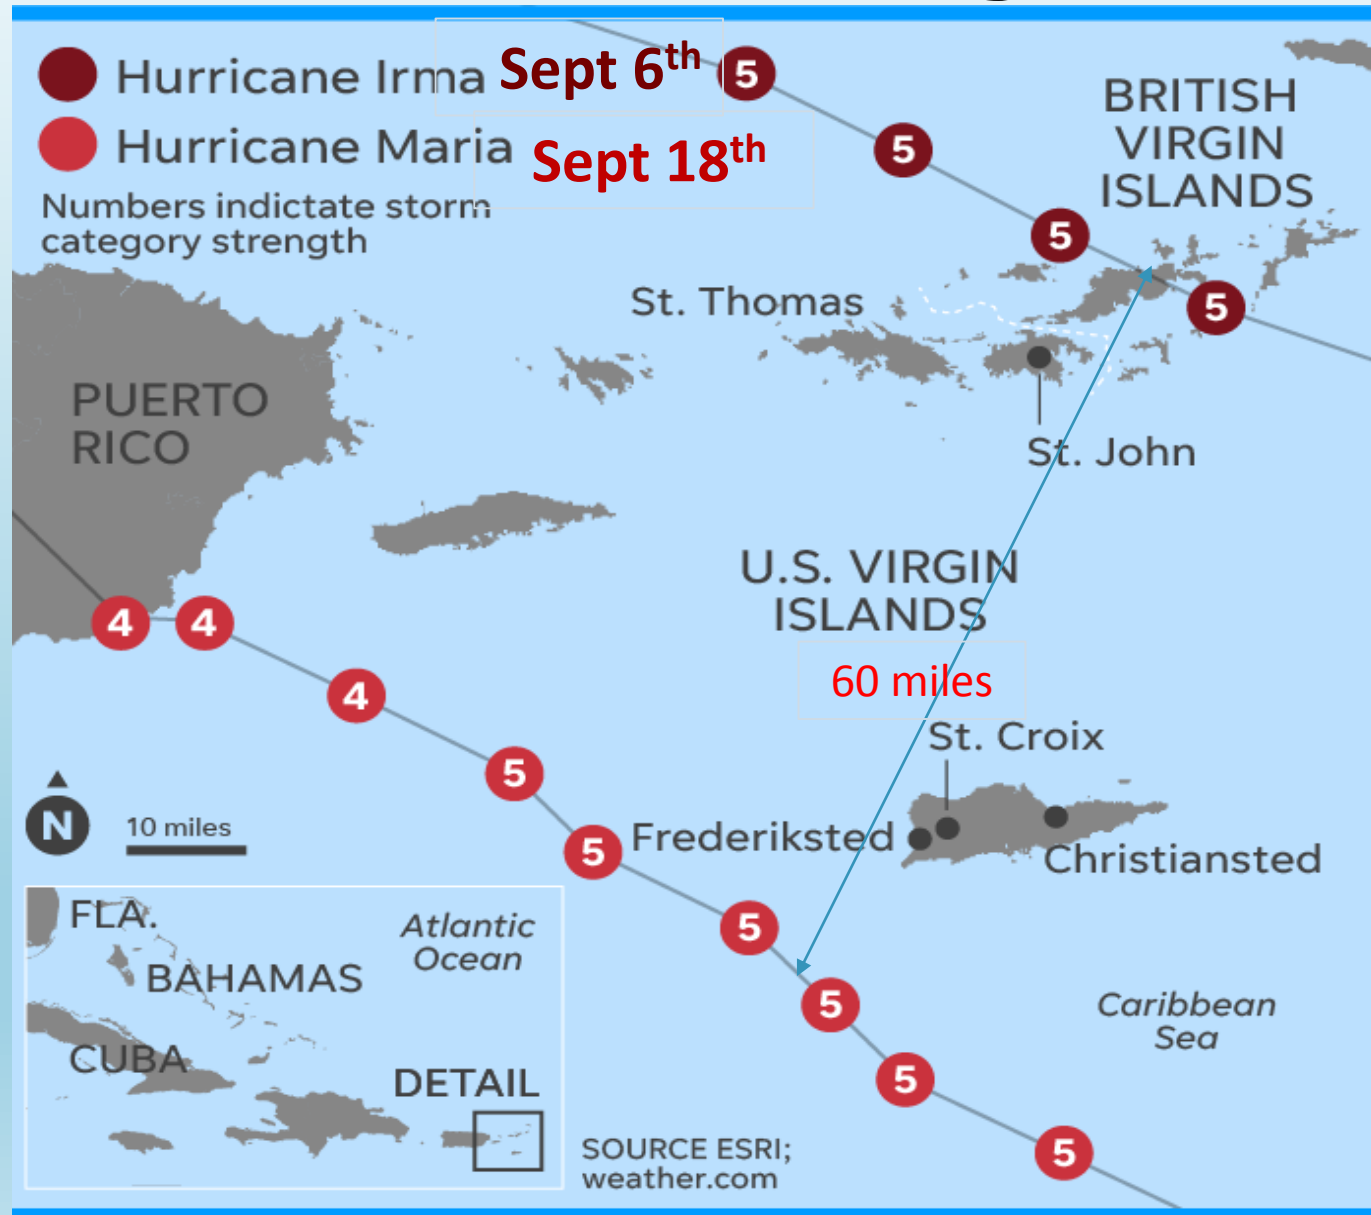 Hurricane Irma Sept 6th
Hurricane Maria Sept 18th
Numbers indictate storm
category strength
5
5
5
5
BRITISH
VIRGIN
ISLANDS
St. Thomas
PUERTO
RICO
St. John
U.S. VIRGIN
ISLANDS
60 miles
4
4
4
5
5
5
5
5
5
St. Croix
Frederiksted
Christiansted
N
10 miles
FLA.
Atlantic
Ocean
BAHAMAS
CUBA
DETAIL
Caribbean
Sea
SOURCE ESRI;
weather.com